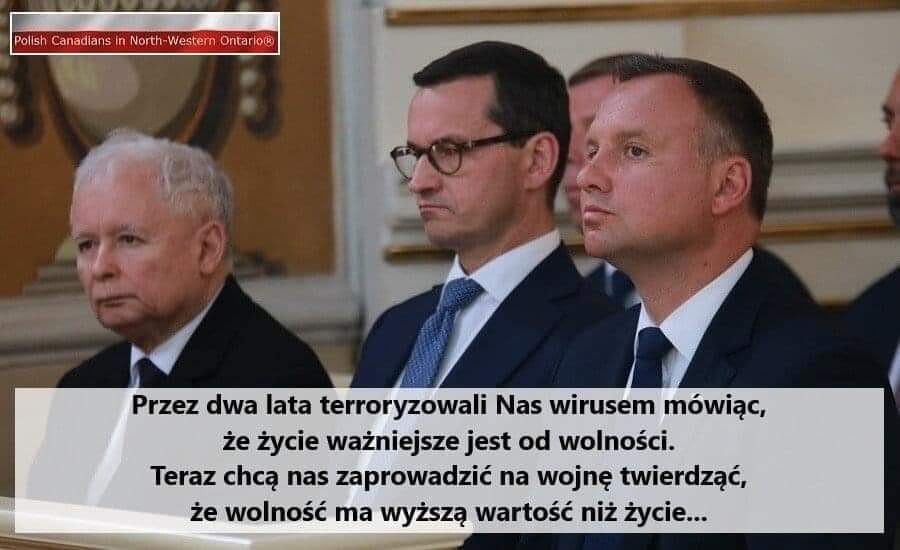 Polish Canadians in North-Western Ontario®
Przez dwa lata terroryzowali Nas wirusem mówiąc,
że życie ważniejsze jest od wolności.
Teraz chcą nas zaprowadzić na wojnę twierdząć,
że wolność ma wyższą wartość niż życie...